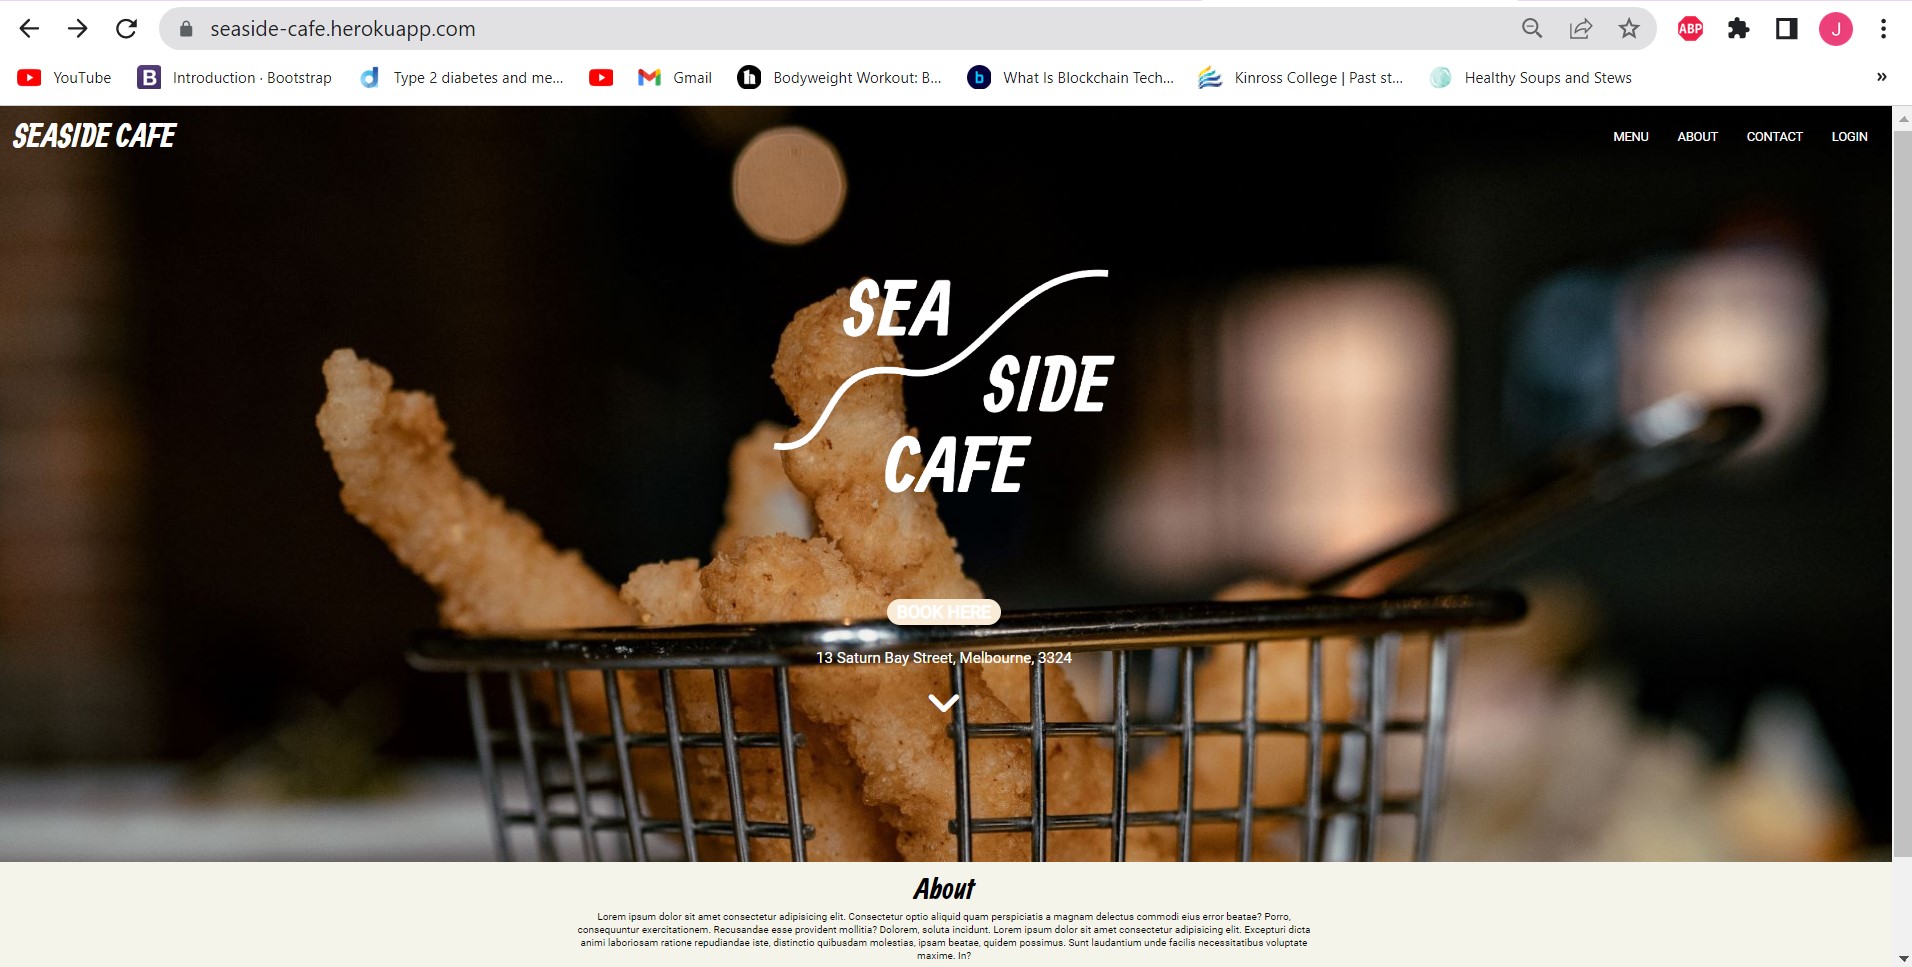 seaside-cafe.herokuapp.com
ABP
J
YouTube
B Introduction · Bootstrap
d Type 2 diabetes and me...
Gmail
h Bodyweight Workout: B...
b What Is Blockchain Tech...
Kinross College | Past st...
Healthy Soups and Stews
»
SEASIDE CAFE
MENU ABOUT CONTACT LOGIN
SEA
SIDE
CAFE
BOOK HERE
13 Saturn Bay Street, Melbourne, 3324
About
Lorem ipsum dolor sit amet consectetur adipisicing elit. Consectetur optio aliquid quam perspiciatis a magnam delectus commodi eius error beatae? Porro,
consequuntur exercitationem. Recusandae esse provident mollitia? Dolorem, soluta incidunt. Lorem ipsum dolor sit amet consectetur adipisicing elit. Excepturi dicta
animi laboriosam ratione repudiandae iste, distinctio quibusdam molestias, ipsam beatae, quidem possimus. Sunt laudantium unde facilis necessitatibus voluptate
maxime. In?